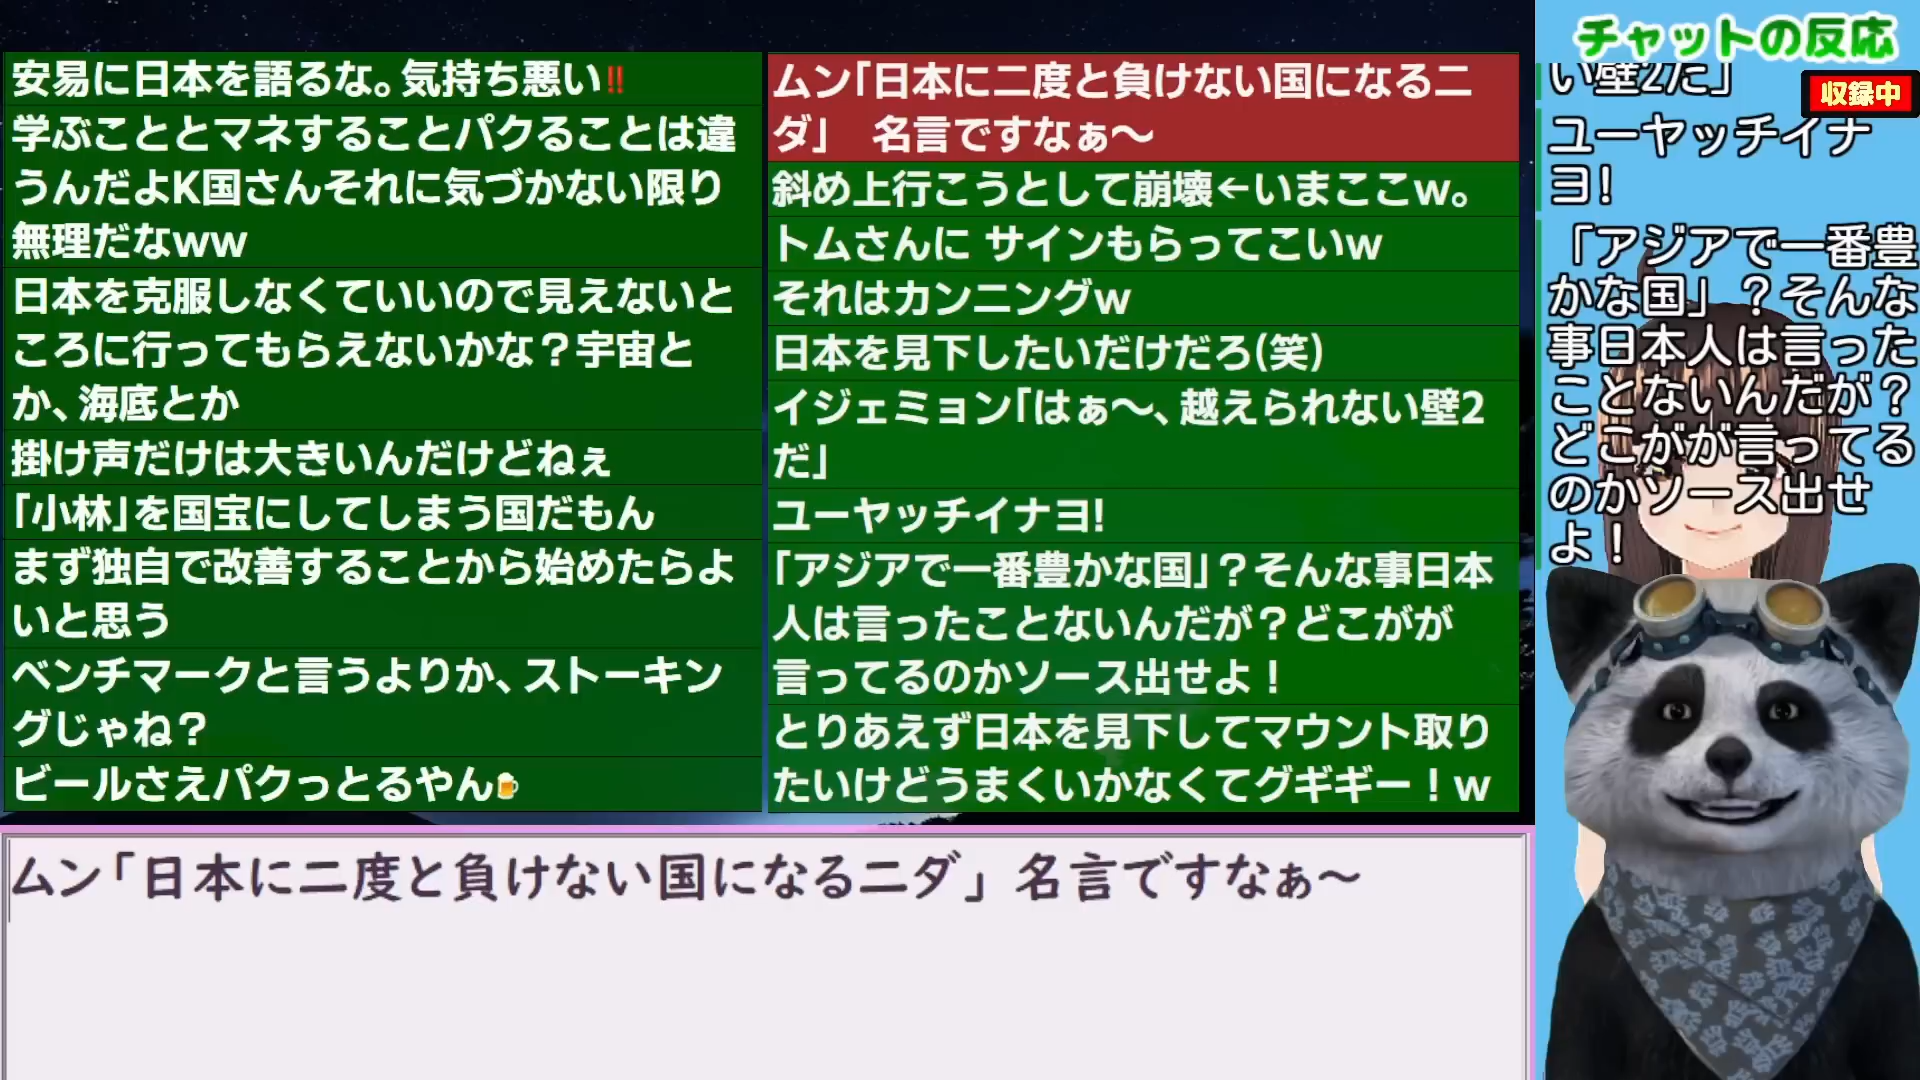 安易に日本を語るな。気持ち悪い‼
学ぶこととマネすることパクることは違
うんだよK国さんそれに気づかない限り
無理だなww
日本を克服しなくていいので見えないと
ころに行ってもらえないかな？宇宙と
か、海底とか
掛け声だけは大きいんだけどねぇ
「小林」を国宝にしてしまう国だもん
まず独自で改善することから始めたらよ
いと思う
ベンチマークと言うよりか、ストーキン
グじゃね？
ビールさえパクっとるやん🍺
ムン「日本に二度と負けない国になるニ
ダ」　名言ですなぁ～
斜め上行こうとして崩壊←いまここw。
トムさんに サインもらってこいw
それはカンニングw
日本を見下したいだけだろ(笑)
イジェミョン「はぁ～、越えられない壁2
だ」
ユーヤッチイナヨ!
「アジアで一番豊かな国」？そんな事日本
人は言ったことないんだが？どこがが
言ってるのかソース出せよ！
とりあえず日本を見下してマウント取り
たいけどうまくいかなくてグギギー！w
チャットの反応
収録中
い壁2だ」
ユーヤッチイナ
ヨ!
「アジアで一番豊
かな国」？そんな
事日本人は言った
ことないんだが？
どこがが言ってる
のかソース出せ
よ！
ムン「日本に二度と負けない国になるニダ」 名言ですなぁ～